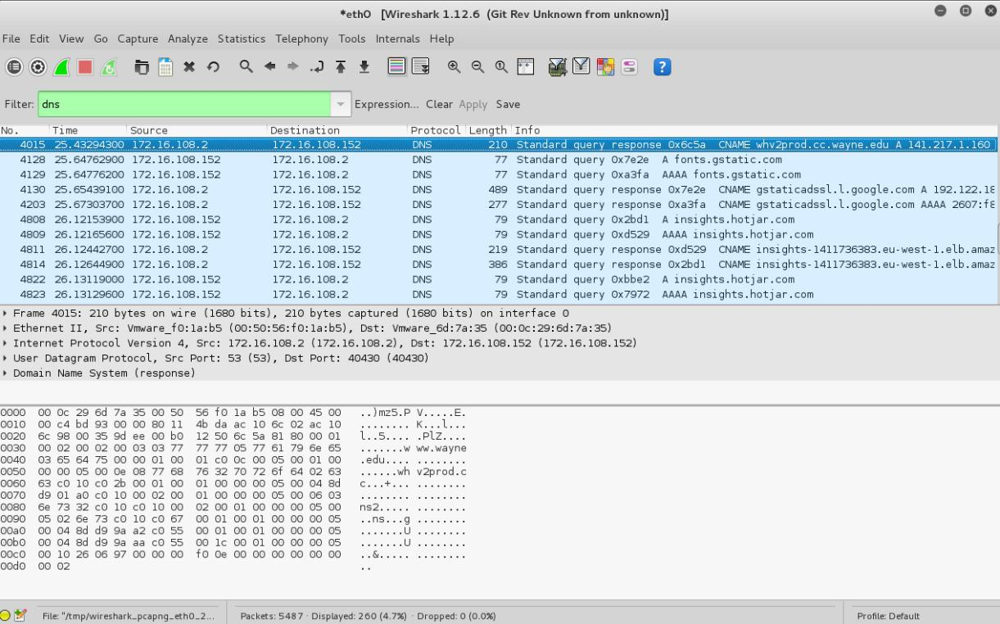 *eth0 [Wireshark 1.12.6 (Git Rev Unknown from unknown)]
File Edit View Go Capture Analyze Statistics Telephony Tools Internals Help
Filter: dns Expression... Clear Apply Save
No. Time Source Destination Protocol Length Info
4015 25.43294300 172.16.108.2 172.16.108.152 DNS 210 Standard query response 0x6c5a CNAME whv2prod.cc.wayne.edu A 141.217.1.160
4128 25.64762900 172.16.108.152 172.16.108.2 DNS 77 Standard query 0x7e2e A fonts.gstatic.com
4129 25.64776200 172.16.108.152 172.16.108.2 DNS 77 Standard query 0xa3fa AAAA fonts.gstatic.com
4130 25.65439100 172.16.108.2 172.16.108.152 DNS 489 Standard query response 0x7e2e CNAME gstaticadssl.l.google.com A 192.122.18
4203 25.67303700 172.16.108.2 172.16.108.152 DNS 277 Standard query response 0xa3fa CNAME gstaticadssl.l.google.com AAAA 2607:f8
4808 26.12153900 172.16.108.152 172.16.108.2 DNS 79 Standard query 0x2bd1 A insights.hotjar.com
4809 26.12165600 172.16.108.152 172.16.108.2 DNS 79 Standard query 0xd529 AAAA insights.hotjar.com
4811 26.12442700 172.16.108.2 172.16.108.152 DNS 219 Standard query response 0xd529 CNAME insights-1411736383.eu-west-1.elb.amaz
4814 26.12644900 172.16.108.2 172.16.108.152 DNS 386 Standard query response 0x2bd1 CNAME insights-1411736383.eu-west-1.elb.amaz
4822 26.13119000 172.16.108.152 172.16.108.2 DNS 79 Standard query 0xbbe2 A insights.hotjar.com
4823 26.13129600 172.16.108.152 172.16.108.2 DNS 79 Standard query 0x7972 AAAA insights.hotjar.com
Frame 4015: 210 bytes on wire (1680 bits), 210 bytes captured (1680 bits) on interface 0
Ethernet II, Src: Vmware_f0:1a:b5 (00:50:56:f0:1a:b5), Dst: Vmware_6d:7a:35 (00:0c:29:6d:7a:35)
Internet Protocol Version 4, Src: 172.16.108.2 (172.16.108.2), Dst: 172.16.108.152 (172.16.108.152)
User Datagram Protocol, Src Port: 53 (53), Dst Port: 40430 (40430)
Domain Name System (response)
0000 00 0c 29 6d 7a 35 00 50 56 f0 1a b5 08 00 45 00 ..)mz5.P V.....E.
0010 00 c4 bd 93 00 00 80 11 4b da ac 10 6c 02 ac 10 ........ K...l...
0020 6c 98 00 35 9d ee 00 b0 12 50 6c 5a 81 80 00 01 l..5.... .PlZ....
0030 00 02 00 02 00 03 03 77 77 77 05 77 61 79 6e 65 .......w ww.wayne
0040 03 65 64 75 00 00 01 00 01 c0 0c 00 05 00 01 00 .edu.... ........
0050 00 00 05 00 0e 08 77 68 76 32 70 72 6f 64 02 63 ......wh v2prod.c
0060 63 c0 10 c0 2b 00 01 00 01 00 00 00 05 00 04 8d c...+... ........
0070 d9 01 a0 c0 10 00 02 00 01 00 00 00 05 00 06 03 ........ ........
0080 6e 73 32 c0 10 c0 10 00 02 00 01 00 00 00 05 00 ns2..... ........
0090 05 02 6e 73 c0 10 c0 67 00 01 00 01 00 00 00 05 ..ns...g ........
00a0 00 04 8d d9 9a a2 c0 55 00 01 00 01 00 00 00 05 .......U ........
00b0 00 04 8d d9 9a aa c0 55 00 1c 00 01 00 00 00 05 .......U ........
00c0 00 10 26 06 97 00 00 00 f0 0e 00 00 00 00 00 00 ..&..... ........
00d0 00 02 ..
File: "/tmp/wireshark_pcapng_eth0_2... Packets: 5487 · Displayed: 260 (4.7%) · Dropped: 0 (0.0%) Profile: Default